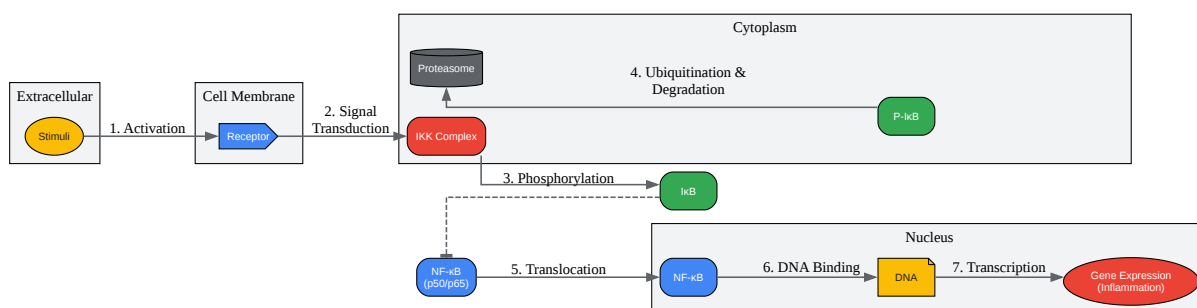 Cytoplasm
Extracellular
Cell Membrane
Proteasome
4. Ubiquitination &
Degradation
P-IκB
Stimuli
1. Activation
Receptor
2. Signal
Transduction
IKK Complex
3. Phosphorylation
IκB
Nucleus
NF-κB
(p50/p65)
5. Translocation
NF-κB
6. DNA Binding
DNA
7. Transcription
Gene Expression
(Inflammation)